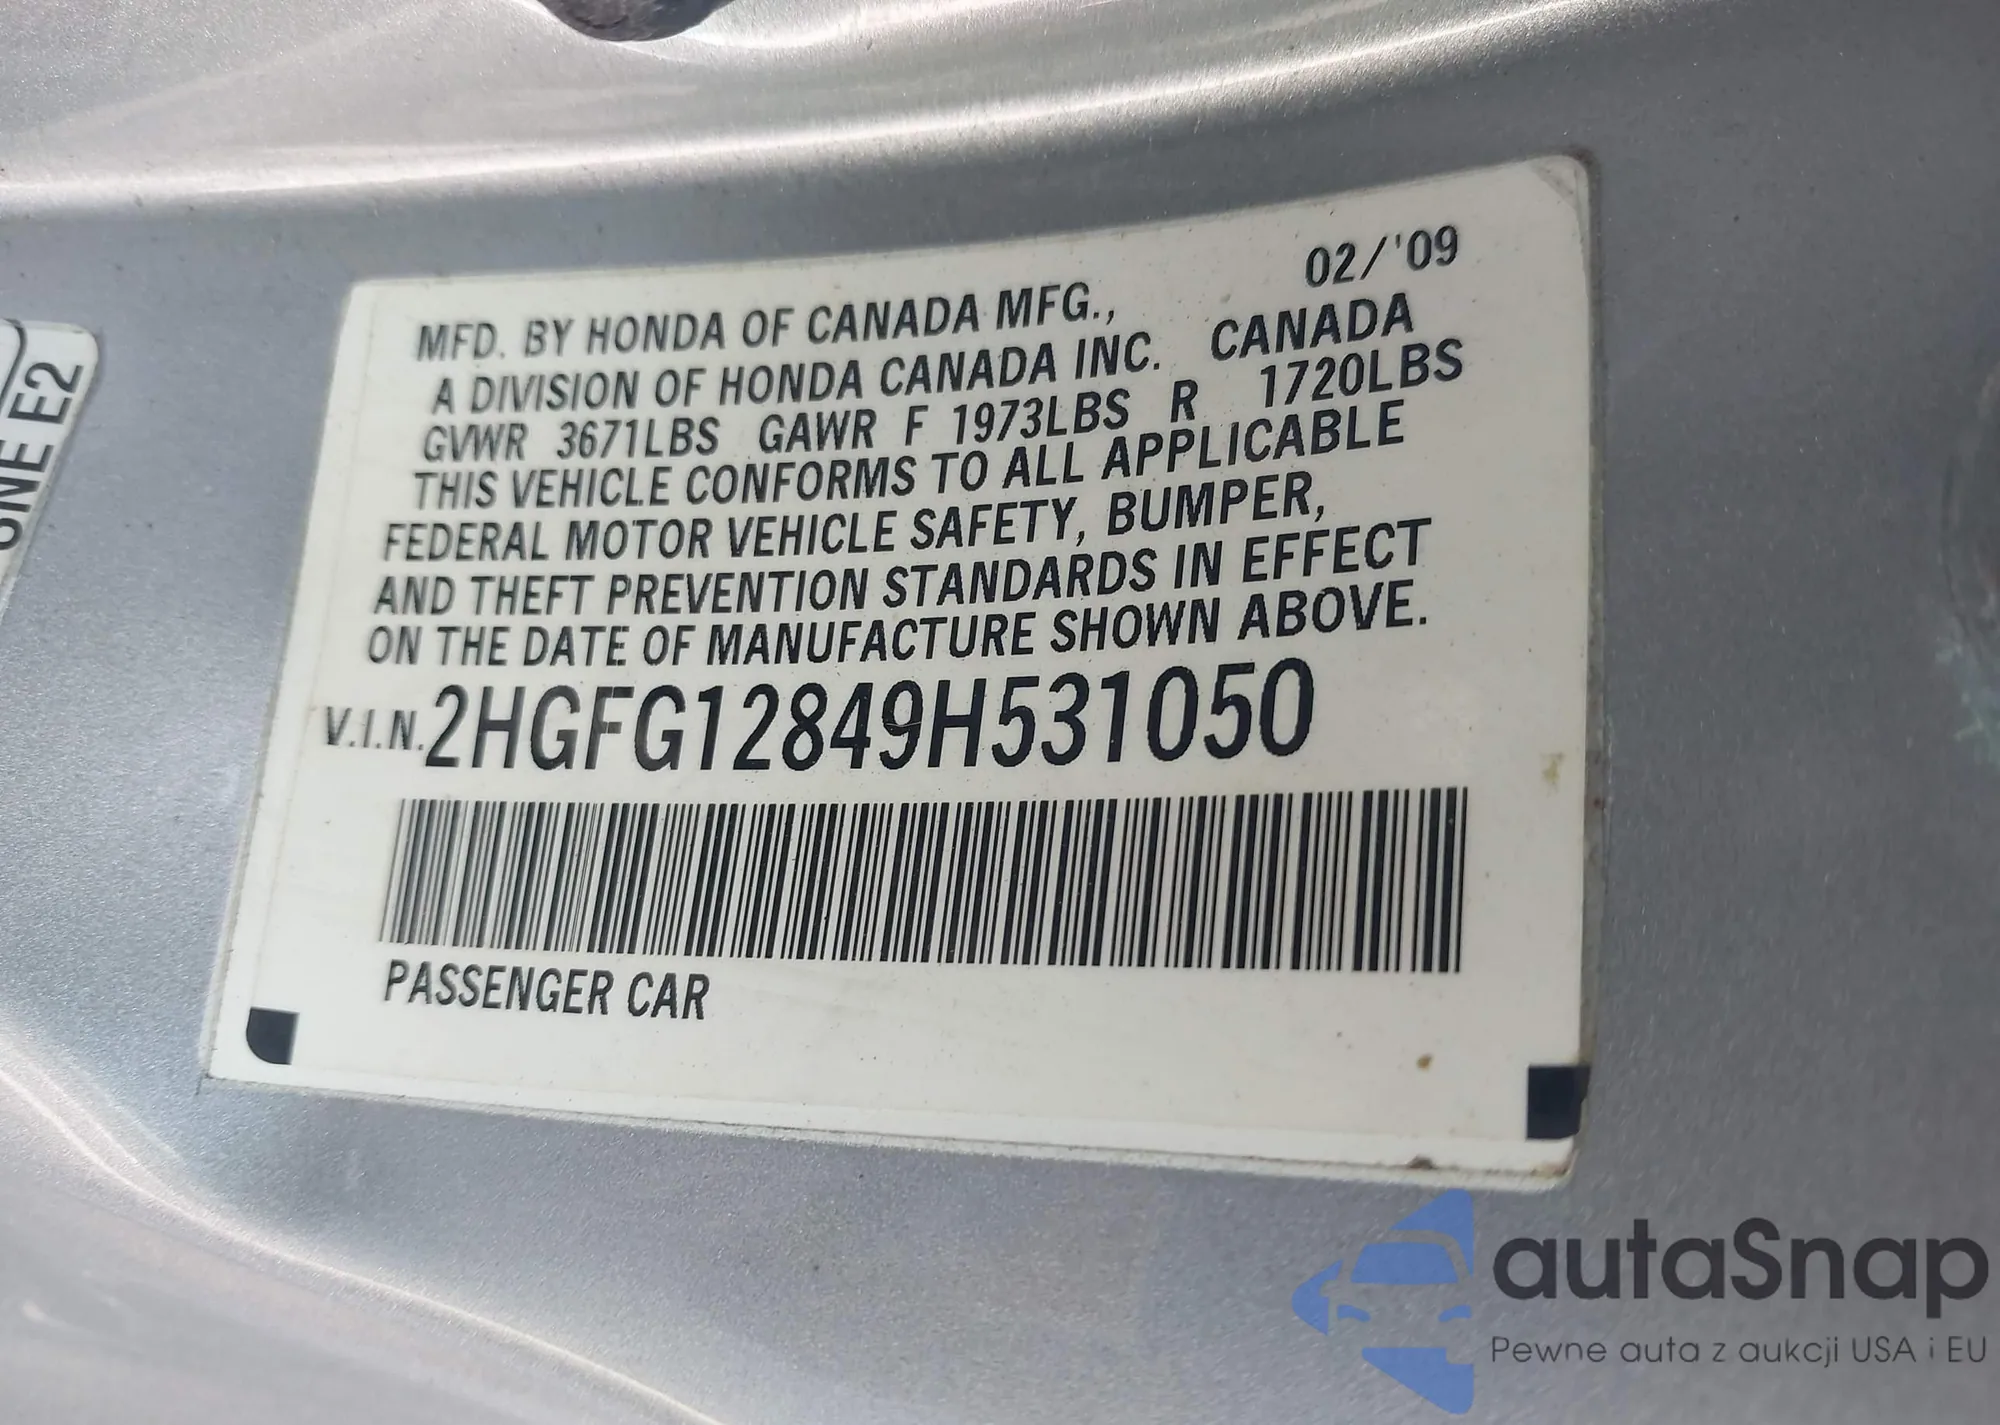 02/'09
MFD. BY HONDA OF CANADA MFG.,
A DIVISION OF HONDA CANADA INC. CANADA
GVWR 3671LBS GAWR F 1973LBS R 1720LBS
THIS VEHICLE CONFORMS TO ALL APPLICABLE
FEDERAL MOTOR VEHICLE SAFETY, BUMPER,
AND THEFT PREVENTION STANDARDS IN EFFECT
ON THE DATE OF MANUFACTURE SHOWN ABOVE.
V.I.N. 2HGFG12849H531050
PASSENGER CAR
E2
autaSnap
Pewne auta z aukcji USA i EU